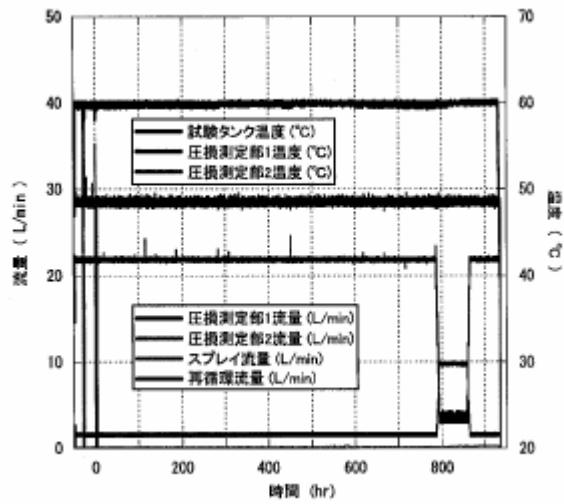 50
40
30
20
10
0
流量 ( L/min )
70
60
50
40
30
20
温度 (℃)
試験タンク温度 (℃)
圧損測定部1温度 (℃)
圧損測定部2温度 (℃)
圧損測定部1流量 (L/min)
圧損測定部2流量 (L/min)
スプレイ流量 (L/min)
再循環流量 (L/min)
0 200 400 600 800
時間 (hr)